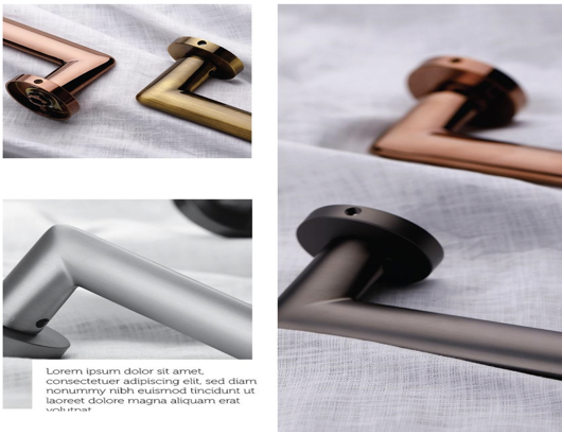 Lorem ipsum dolor sit amet,
consectetuer adipiscing elit, sed diam
nonummy nibh euismod tincidunt ut
laoreet dolore magna aliquam erat
volutpat